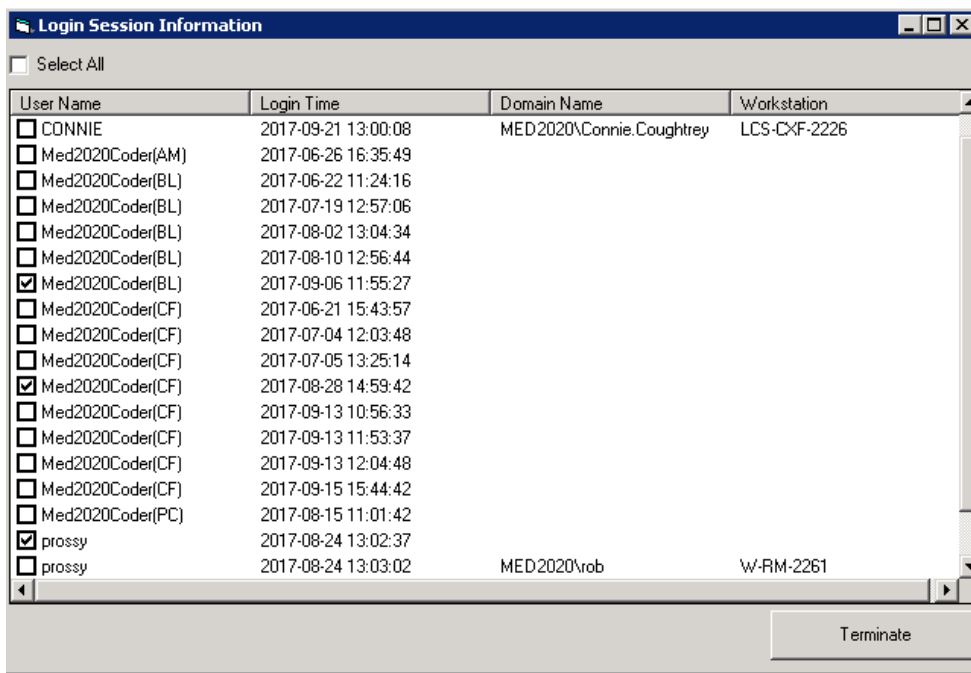 Login Session Information
Select All
User Name Login Time Domain Name Workstation
CONNIE 2017-09-21 13:00:08 MED2020\Connie.Coughtrey LCS-CXF-2226
Med2020Coder(AM) 2017-06-26 16:35:49
Med2020Coder(BL) 2017-06-22 11:24:16
Med2020Coder(BL) 2017-07-19 12:57:06
Med2020Coder(BL) 2017-08-02 13:04:34
Med2020Coder(BL) 2017-08-10 12:56:44
Med2020Coder(BL) 2017-09-06 11:55:27
Med2020Coder(CF) 2017-06-21 15:43:57
Med2020Coder(CF) 2017-07-04 12:03:48
Med2020Coder(CF) 2017-07-05 13:25:14
Med2020Coder(CF) 2017-08-28 14:59:42
Med2020Coder(CF) 2017-09-13 10:56:33
Med2020Coder(CF) 2017-09-13 11:53:37
Med2020Coder(CF) 2017-09-13 12:04:48
Med2020Coder(CF) 2017-09-15 15:44:42
Med2020Coder(PC) 2017-08-15 11:01:42
prossy 2017-08-24 13:02:37
prossy 2017-08-24 13:03:02 MED2020\rob W-RM-2261
Terminate